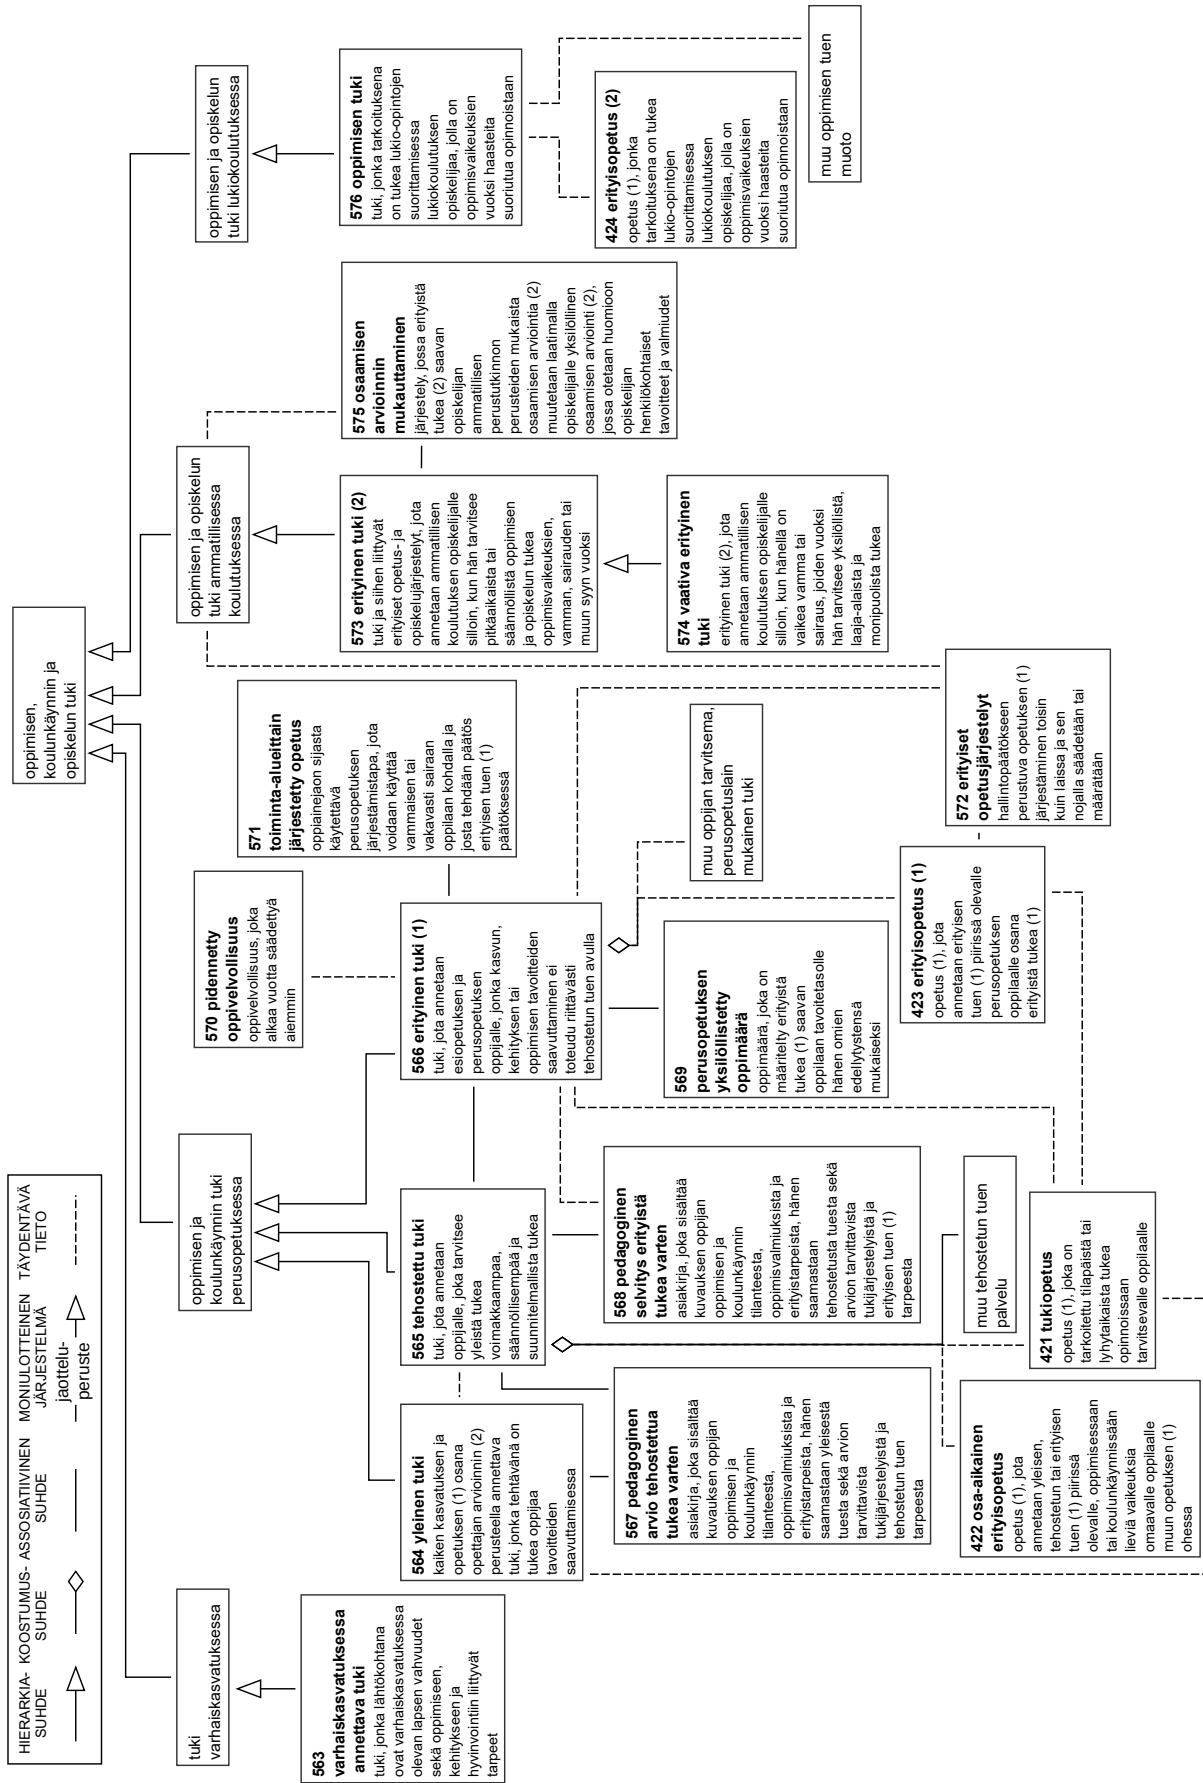 HIERARKIA-
SUHDE
KOOSTUMUS-
SUHDE
ASSOSIATIIVINEN
SUHDE
MONIULOTTEINEN
JÄRJESTELMÄ
jaottelu-
peruste
TÄYDENTÄVÄ
TIETO
oppimisen,
koulunkäynnin ja
opiskelun tuki
tuki
varhaiskasvatuksessa
563
varhaiskasvatuksessa
annettava tuki
tuki, jonka lähtökohtana
ovat varhaiskasvatuksessa
olevan lapsen vahvuudet
sekä oppimiseen,
kehitykseen ja
hyvinvointiin liittyvät
tarpeet
oppimisen ja
koulunkäynnin tuki
perusopetuksessa
564 yleinen tuki
kaiken kasvatuksen ja
opetuksen (1) osana
opettajan arvioinnin (2)
perusteella annettava
tuki, jonka tehtävänä on
tukea oppijaa
tavoitteiden
saavuttamisessa
565 tehostettu tuki
tuki, jota annetaan
oppijalle, joka tarvitsee
yleistä tukea
voimakkaampaa,
säännöllisempää ja
suunnitelmallista tukea
566 erityinen tuki (1)
tuki, jota annetaan
esiopetuksen ja
perusopetuksen
oppijalle, jonka kasvun,
kehityksen tai
oppimisen tavoitteiden
saavuttaminen ei
toteudu riittävästi
tehostetun tuen avulla
567 pedagoginen
arvio tehostettua
tukea varten
asiakirja, joka sisältää
kuvauksen oppijan
oppimisen ja
koulunkäynnin
tilanteesta,
oppimisvalmiuksista ja
erityistarpeista, hänen
saamastaan yleisestä
tuesta sekä arvion
tarvittavista
tukijärjestelyistä ja
tehostetun tuen
tarpeesta
568 pedagoginen
selvitys erityistä
tukea varten
asiakirja, joka sisältää
kuvauksen oppijan
oppimisen ja
koulunkäynnin
tilanteesta,
oppimisvalmiuksista ja
erityistarpeista, hänen
saamastaan
tehostetusta tuesta sekä
arvion tarvittavista
tukijärjestelyistä ja
erityisen tuen (1)
tarpeesta
569
perusopetuksen
yksilöllistetty
oppimäärä
oppimäärä, joka on
määritelty erityistä
tukea (1) saavan
oppilaan tavoitetasolle
hänen omien
edellytystensä
mukaiseksi
570 pidennetty
oppivelvollisuus
oppivelvollisuus, joka
alkaa vuotta säädettyä
aiemmin
571
toiminta-alueittain
järjestetty opetus
oppiainejaon sijasta
käytettävä
perusopetuksen
järjestämistapa, jota
voidaan käyttää
vammaisen tai
vakavasti sairaan
oppilaan kohdalla ja
josta tehdään päätös
erityisen tuen (1)
päätöksessä
muu oppijan tarvitsema,
perusopetuslain
mukainen tuki
422 osa-aikainen
erityisopetus
opetus (1), jota
annetaan yleisen,
tehostetun tai erityisen
tuen (1) piirissä
olevalle, oppimisessaan
tai koulunkäynnissään
lieviä vaikeuksia
omaavalle oppilaalle
muun opetuksen (1)
ohessa
muu tehostetun tuen
palvelu
421 tukiopetus
opetus (1), joka on
tarkoitettu tilapäistä tai
lyhytaikaista tukea
opinnoissaan
tarvitsevalle oppilaalle
423 erityisopetus (1)
opetus (1), jota
annetaan erityisen
tuen (1) piirissä olevalle
perusopetuksen
oppilaalle osana
erityistä tukea (1)
572 erityiset
opetusjärjestelyt
hallintopäätökseen
perustuva opetuksen (1)
järjestäminen toisin
kuin laissa ja sen
nojalla säädetään tai
määrätään
oppimisen ja opiskelun
tuki ammatillisessa
koulutuksessa
573 erityinen tuki (2)
tuki ja siihen liittyvät
erityiset opetus- ja
opiskelujärjestelyt, jota
annetaan ammatillisen
koulutuksen opiskelijalle
silloin, kun hän tarvitsee
pitkäaikaista tai
säännöllistä oppimisen
ja opiskelun tukea
oppimisvaikeuksien,
vamman, sairauden tai
muun syyn vuoksi
574 vaativa erityinen
tuki
erityinen tuki (2), jota
annetaan ammatillisen
koulutuksen opiskelijalle
silloin, kun hänellä on
vaikea vamma tai
sairaus, joiden vuoksi
hän tarvitsee yksilöllistä,
laaja-alaista ja
monipuolista tukea
575 osaamisen
arvioinnin
mukauttaminen
järjestely, jossa erityistä
tukea (2) saavan
opiskelijan
ammatillisen
perustutkinnon
perusteiden mukaista
osaamisen arviointia (2)
muutetaan laatimalla
opiskelijalle yksilöllinen
osaamisen arviointi (2),
jossa otetaan huomioon
opiskelijan
henkilökohtaiset
tavoitteet ja valmiudet
oppimisen ja opiskelun
tuki lukiokoulutuksessa
576 oppimisen tuki
tuki, jonka tarkoituksena
on tukea lukio-opintojen
suorittamisessa
lukiokoulutuksen
opiskelijaa, jolla on
oppimisvaikeuksien
vuoksi haasteita
suoriutua opinnoistaan
424 erityisopetus (2)
opetus (1), jonka
tarkoituksena on tukea
lukio-opintojen
suorittamisessa
lukiokoulutuksen
opiskelijaa, jolla on
oppimisvaikeuksien
vuoksi haasteita
suoriutua opinnoistaan
muu oppimisen tuen
muoto